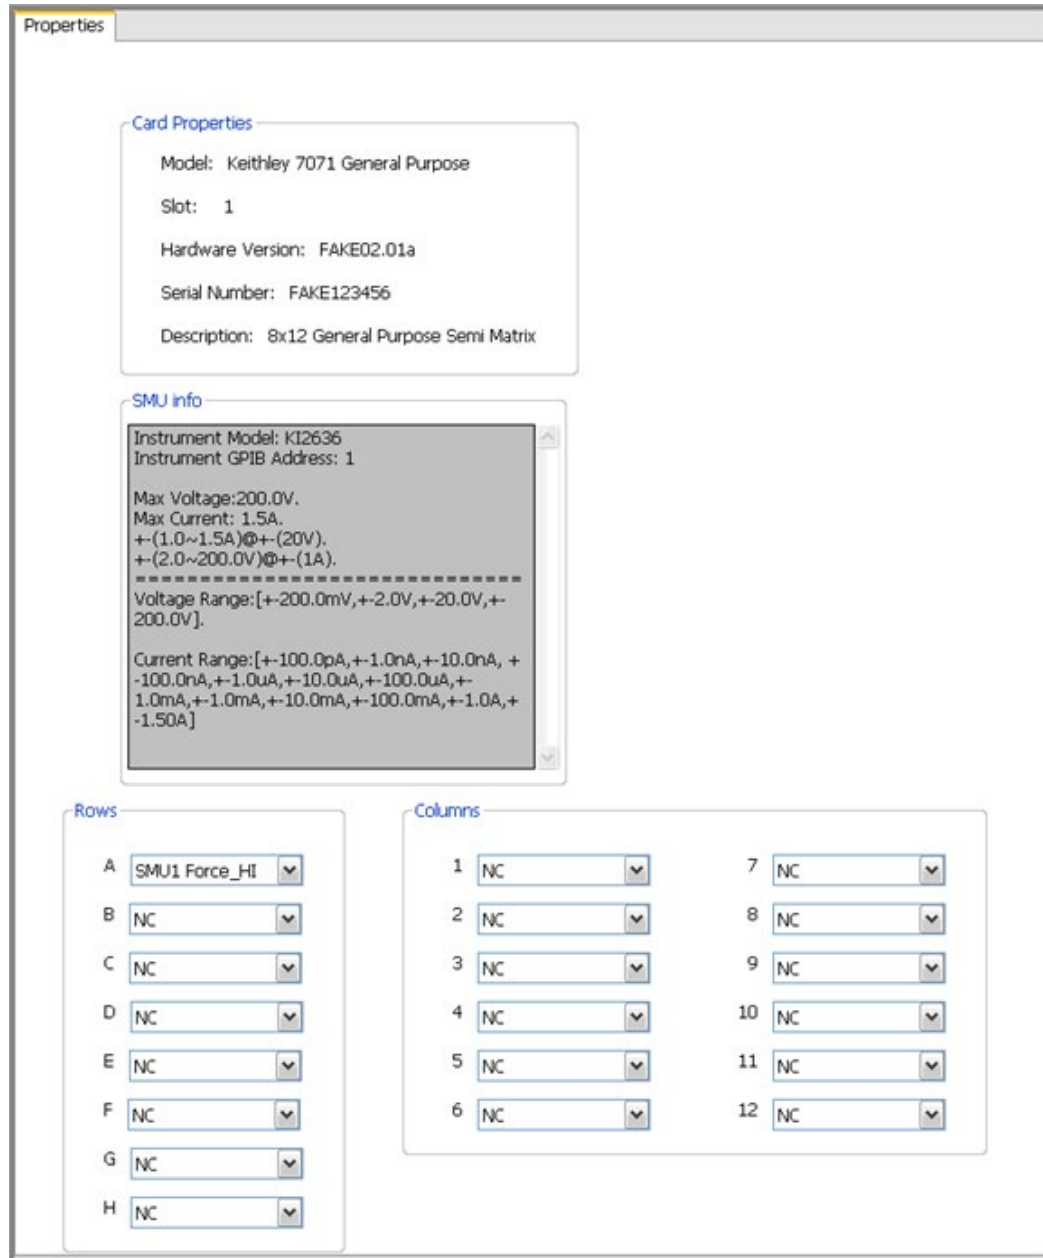 Properties
Card Properties
Model: Keithley 7071 General Purpose
Slot: 1
Hardware Version: FAKE02.01a
Serial Number: FAKE123456
Description: 8x12 General Purpose Semi Matrix
SMU info
Instrument Model: KI2636
Instrument GPIB Address: 1
Max Voltage:200.0V.
Max Current: 1.5A.
+-(1.0~1.5A)@+-(20V).
+-(2.0~200.0V)@+-(1A).
==============================
Voltage Range:[+-200.0mV,+-2.0V,+-20.0V,+-
200.0V].
Current Range:[+-100.0pA,+-1.0nA,+-10.0nA, +
-100.0nA,+-1.0uA,+-10.0uA,+-100.0uA,+-
1.0mA,+-1.0mA,+-10.0mA,+-100.0mA,+-1.0A,+
-1.50A]
Rows
A SMU1 Force_HI
B NC
C NC
D NC
E NC
F NC
G NC
H NC
Columns
1 NC
2 NC
3 NC
4 NC
5 NC
6 NC
7 NC
8 NC
9 NC
10 NC
11 NC
12 NC